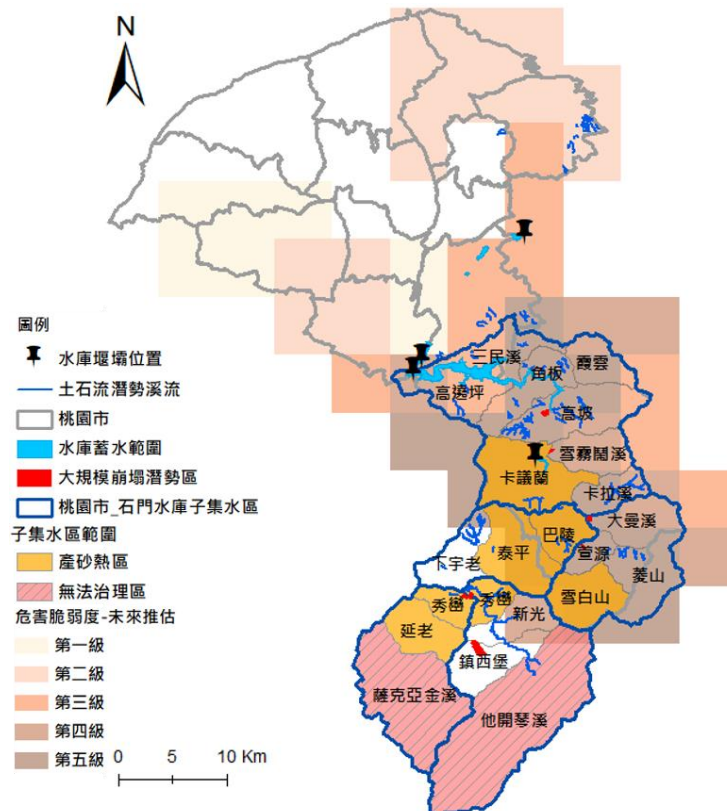 N
圖例
水庫堰壩位置
土石流潛勢溪流
桃園市
水庫蓄水範圍
大規模崩塌潛勢區
桃園市_石門水庫子集水區
子集水區範圍
產砂熱區
無法治理區
危害脆弱度-未來推估
第一級
第二級
第三級
第四級
第五級
0 5 10 Km
三民溪
角板
霞雲
高遶坪
高坡
雪霧鬧溪
卡議蘭
卡拉溪
大曼溪
巴陵
泰平
萱源
下宇老
萎山
雪白山
秀巒
秀巒
新光
延老
鎮西堡
薩克亞金溪
他開琴溪